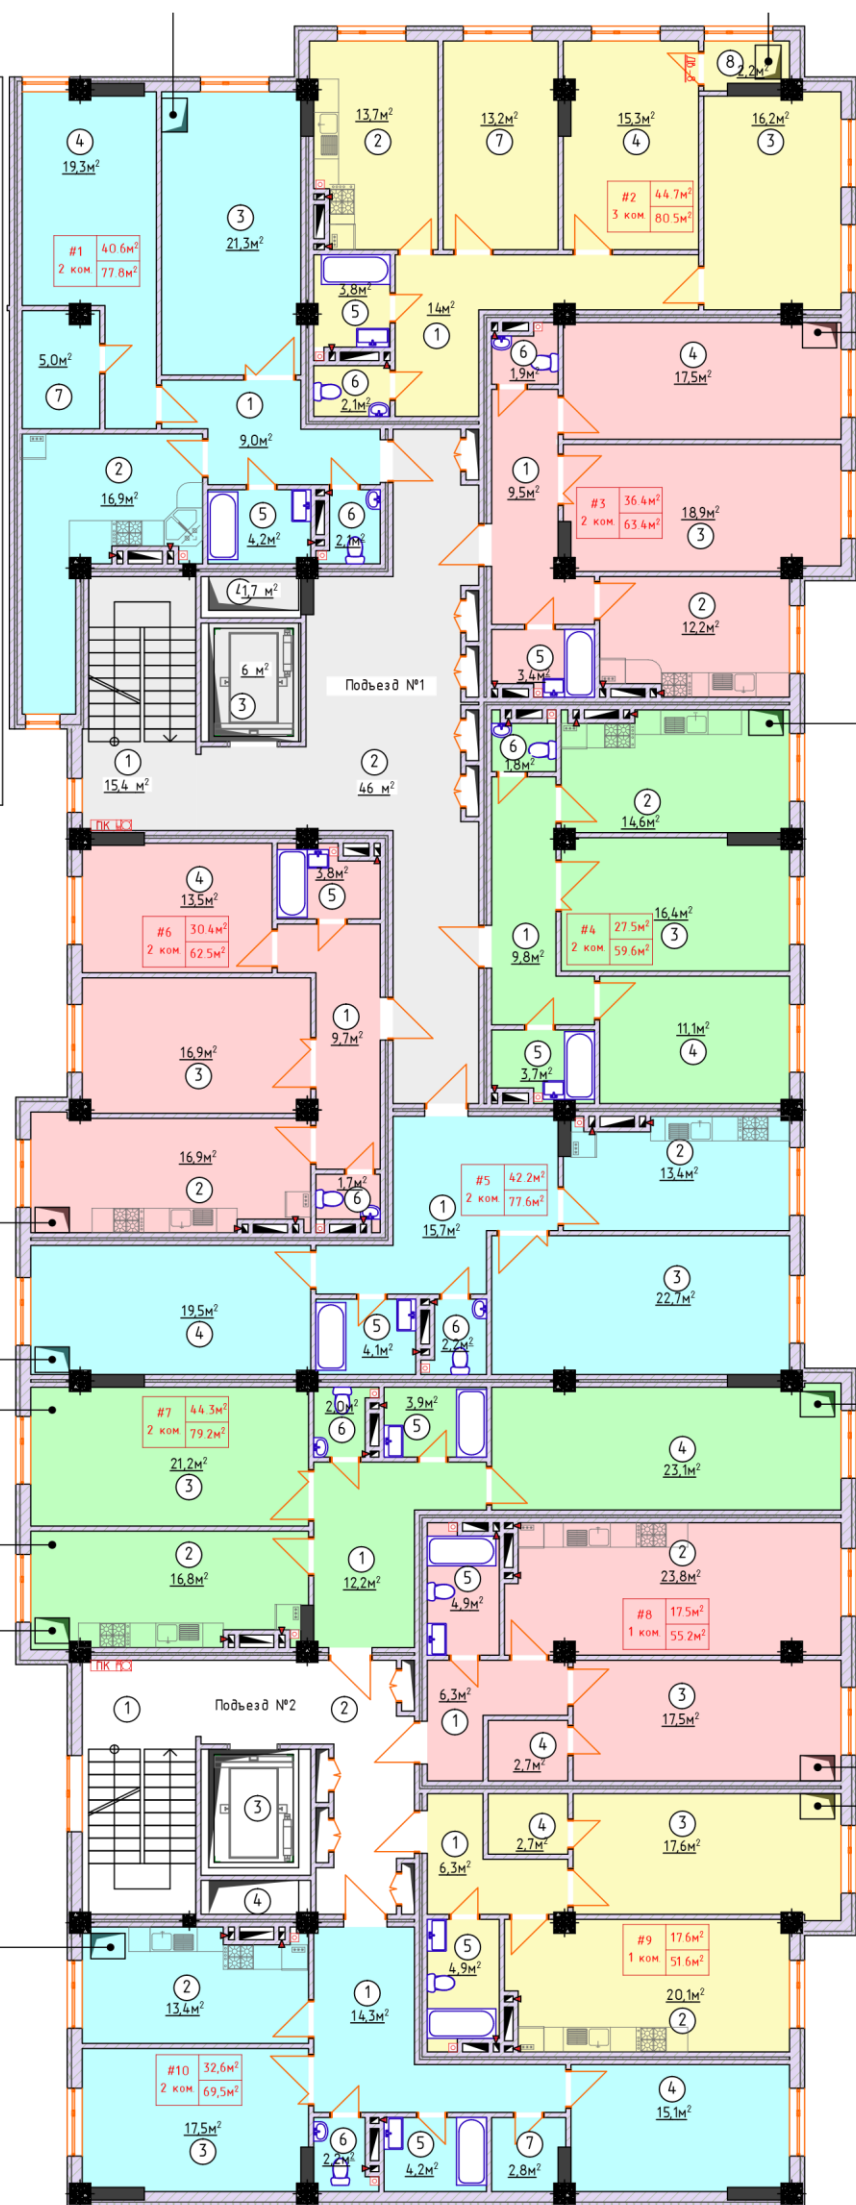 8
2,2м²
4
19,3м²
3
21,3м²
#1
2 ком.
40.6м²
77.8м²
5,0м²
7
1
9,0м²
2
16,9м²
5
4,2м²
6
2,1м²
13,7м²
2
13,2м²
7
15,3м²
4
16,2м²
3
#2
3 ком.
44.7м²
80.5м²
3,8м²
5
14м²
1
6
2,1м²
6
1,9м²
4
17,5м²
1
9,5м²
#3
2 ком.
36.4м²
63.4м²
18,9м²
3
2
12,2м²
5
3,4м²
1,7 м²
6 м²
3
Подъезд №1
1
15,4 м²
2
46 м²
ПК
6
1,8м²
2
14,6м²
16,4м²
3
#4
2 ком.
27.5м²
59.6м²
1
9,8м²
11,1м²
4
5
3,7м²
4
13,5м²
3,8м²
5
#6
2 ком.
30.4м²
62.5м²
1
9,7м²
16,9м²
3
16,9м²
2
1,7м²
6
#5
2 ком.
42.2м²
77.6м²
2
13,4м²
1
15,7м²
3
22,7м²
19,5м²
4
5
4,1м²
6
2,2м²
#7
2 ком.
44.3м²
79.2м²
2,0м²
6
3,9м²
5
4
23,1м²
21,2м²
3
2
16,8м²
1
12,2м²
5
4,9м²
2
23,8м²
#8
1 ком.
17.5м²
55.2м²
6,3м²
1
3
17,5м²
4
2,7м²
ПК
1
Подъезд №2
2
3
4
1
6,3м²
4
2,7м²
3
17,6м²
#9
1 ком.
17.6м²
51.6м²
5
4,9м²
20,1м²
2
2
13,4м²
1
14,3м²
#10
2 ком.
32,6м²
69,5м²
17,5м²
3
4
15,1м²
6
2,2м²
5
4,2м²
7
2,8м²